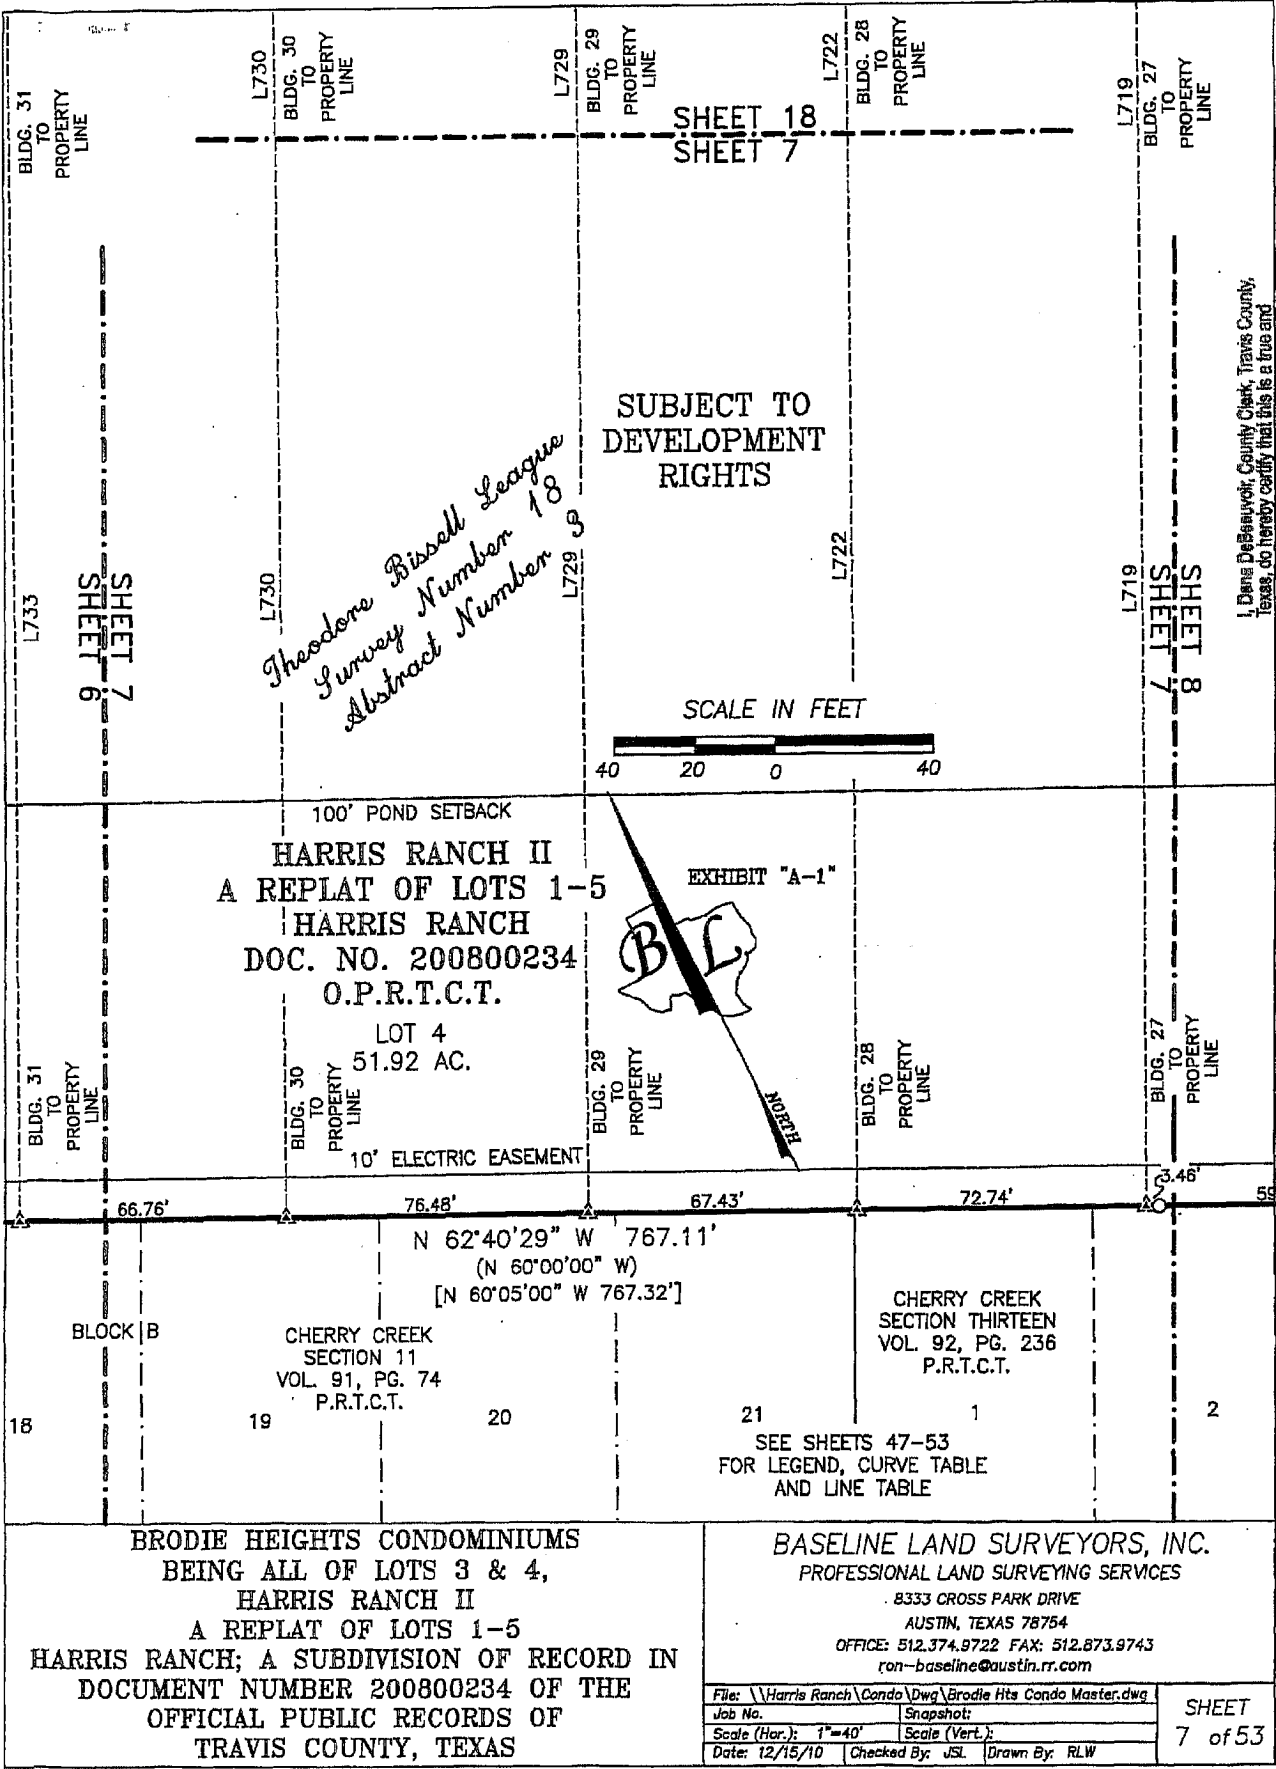 BLDG. 31
TO
PROPERTY
LINE
L730
BLDG. 30
TO
PROPERTY
LINE
L729
BLDG. 29
TO
PROPERTY
LINE
L722
BLDG. 28
TO
PROPERTY
LINE
L719
BLDG. 27
TO
PROPERTY
LINE
SHEET 18
SHEET 7
I, Dana DeBeauvoir, County Clerk, Travis County,
Texas, do hereby certify that this is a true and
SUBJECT TO
DEVELOPMENT
RIGHTS
Theodore Bissell League
Survey Number 18
Abstract Number 3
L733
SHEET 7
SHEET 6
L730
L729
L722
L719
SHEET 8
SHEET 7
SCALE IN FEET
40 20 0 40
100' POND SETBACK
HARRIS RANCH II
A REPLAT OF LOTS 1-5
HARRIS RANCH
DOC. NO. 200800234
O.P.R.T.C.T.
LOT 4
51.92 AC.
EXHIBIT "A-1"
B L
NORTH
BLDG. 31
TO
PROPERTY
LINE
BLDG. 30
TO
PROPERTY
LINE
BLDG. 29
TO
PROPERTY
LINE
BLDG. 28
TO
PROPERTY
LINE
BLDG. 27
TO
PROPERTY
LINE
10' ELECTRIC EASEMENT
66.76' 76.48' 67.43' 72.74' 3.46' 59
N 62°40'29" W 767.11'
(N 60°00'00" W)
[N 60°05'00" W 767.32']
BLOCK B
CHERRY CREEK
SECTION 11
VOL. 91, PG. 74
P.R.T.C.T.
CHERRY CREEK
SECTION THIRTEEN
VOL. 92, PG. 236
P.R.T.C.T.
18 19 20 21 1 2
SEE SHEETS 47-53
FOR LEGEND, CURVE TABLE
AND LINE TABLE
BRODIE HEIGHTS CONDOMINIUMS
BEING ALL OF LOTS 3 & 4,
HARRIS RANCH II
A REPLAT OF LOTS 1-5
HARRIS RANCH; A SUBDIVISION OF RECORD IN
DOCUMENT NUMBER 200800234 OF THE
OFFICIAL PUBLIC RECORDS OF
TRAVIS COUNTY, TEXAS
BASELINE LAND SURVEYORS, INC.
PROFESSIONAL LAND SURVEYING SERVICES
8333 CROSS PARK DRIVE
AUSTIN, TEXAS 78754
OFFICE: 512.374.9722 FAX: 512.873.9743
ron-baseline@austin.rr.com
File: \\Harris Ranch\Condo\Dwg\Brodie Hts Condo Master.dwg
Job No. Snapshot:
Scale (Hor.): 1"=40' Scale (Vert.):
Date: 12/15/10 Checked By: JSL Drawn By: RLW
SHEET
7 of 53